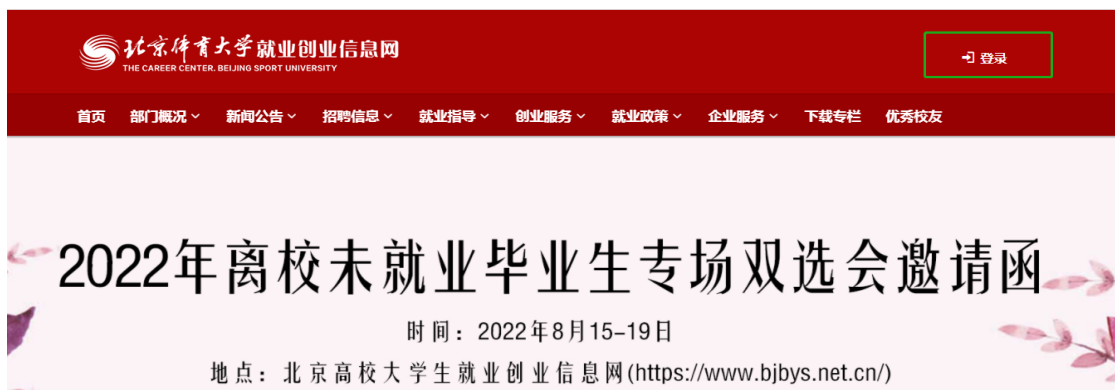 北京体育大学就业创业信息网
THE CAREER CENTER. BEIJING SPORT UNIVERSITY
登录
首页 部门概况 新闻公告 招聘信息 就业指导 创业服务 就业政策 企业服务 下载专栏 优秀校友
2022年离校未就业毕业生专场双选会邀请函
时间：2022年8月15-19日
地点：北京高校大学生就业创业信息网(https://www.bjbys.net.cn/)